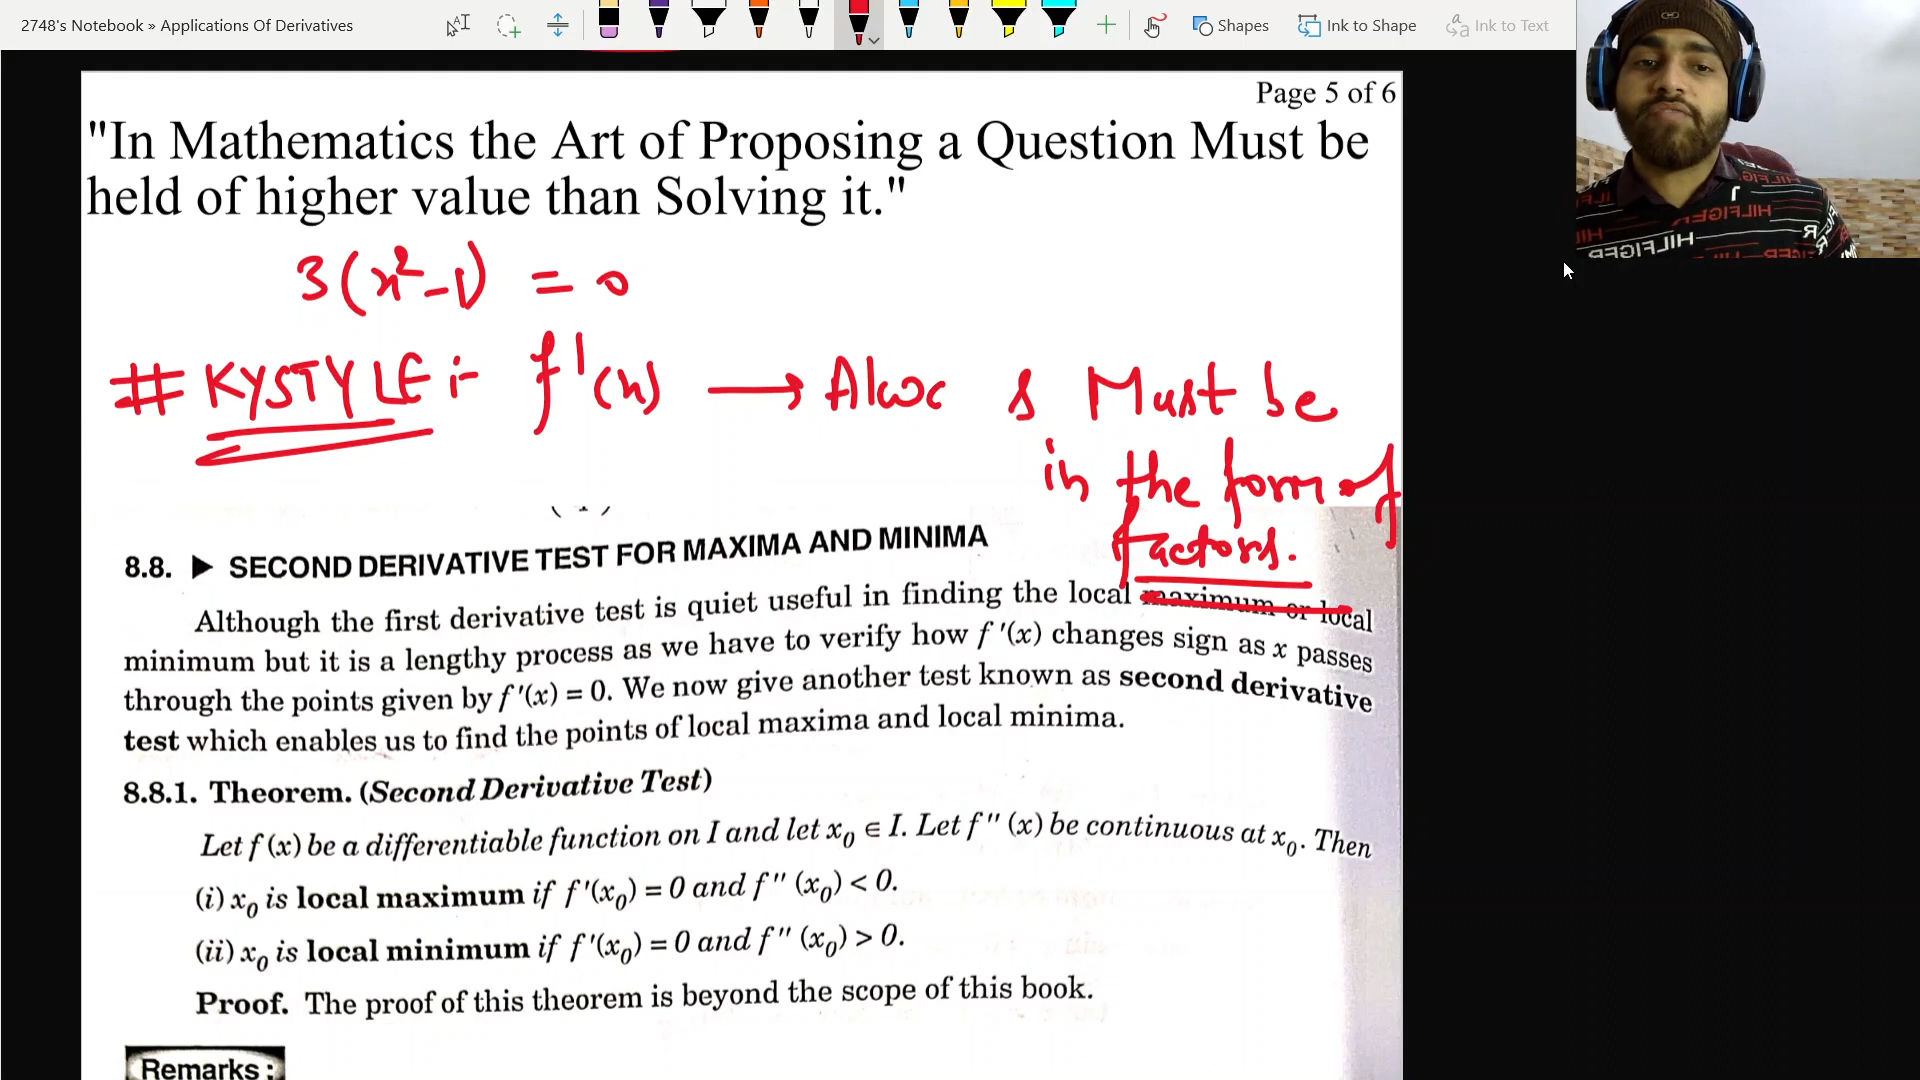 2748's Notebook » Applications Of Derivatives
Shapes
Ink to Shape
Ink to Text
Page 5 of 6
"In Mathematics the Art of Proposing a Question Must be
held of higher value than Solving it."
3(x²-1) = 0
# KYSTYLE :- f'(x) → & Must be
in the form of
factors.
8.8. ▶ SECOND DERIVATIVE TEST FOR MAXIMA AND MINIMA
Although the first derivative test is quiet useful in finding the local maximum or local
minimum but it is a lengthy process as we have to verify how f '(x) changes sign as x passes
through the points given by f '(x) = 0. We now give another test known as second derivative
test which enables us to find the points of local maxima and local minima.
8.8.1. Theorem. (Second Derivative Test)
Let f (x) be a differentiable function on I and let x₀ ∈ I. Let f '' (x) be continuous at x₀. Then
(i) x₀ is local maximum if f '(x₀) = 0 and f '' (x₀) < 0.
(ii) x₀ is local minimum if f '(x₀) = 0 and f '' (x₀) > 0.
Proof. The proof of this theorem is beyond the scope of this book.
Remarks :
HILFIGER